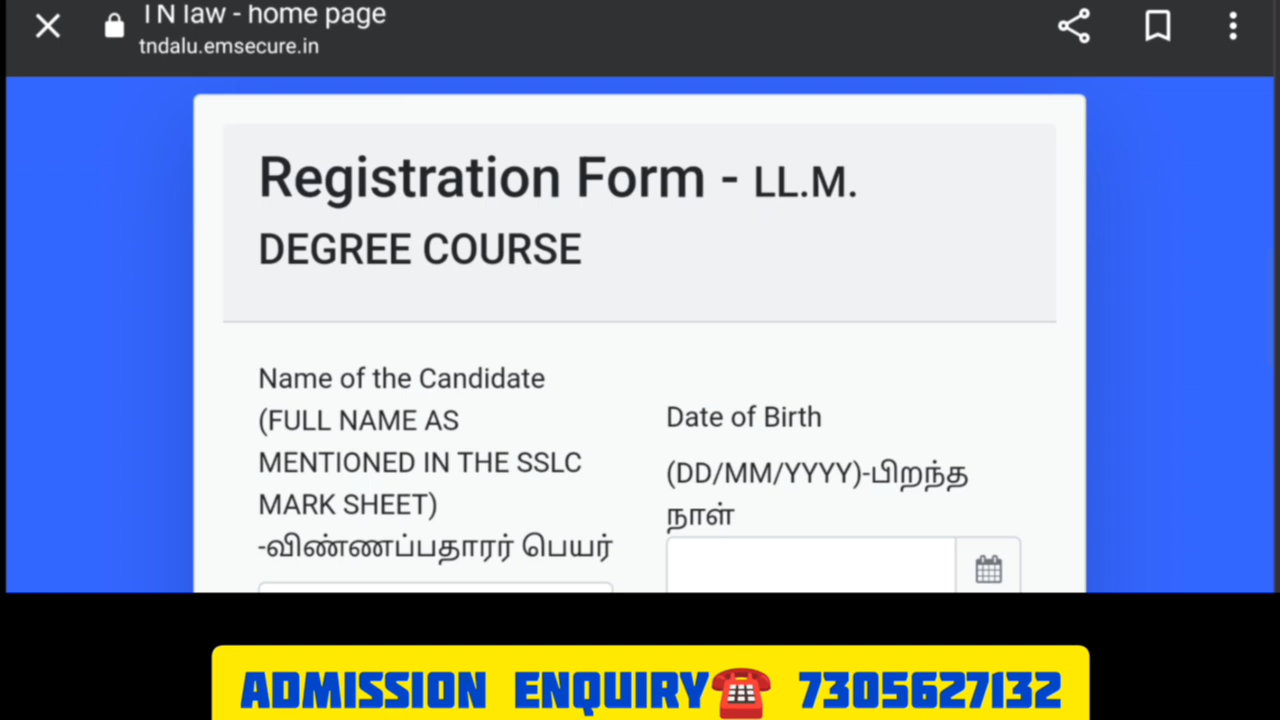 TN law - home page
tndalu.emsecure.in
Registration Form - LL.M.
DEGREE COURSE
Name of the Candidate
(FULL NAME AS
MENTIONED IN THE SSLC
MARK SHEET)
-விண்ணப்பதாரர் பெயர்
Date of Birth
(DD/MM/YYYY)-பிறந்த
நாள்
ADMISSION ENQUIRY☎ 7305627132